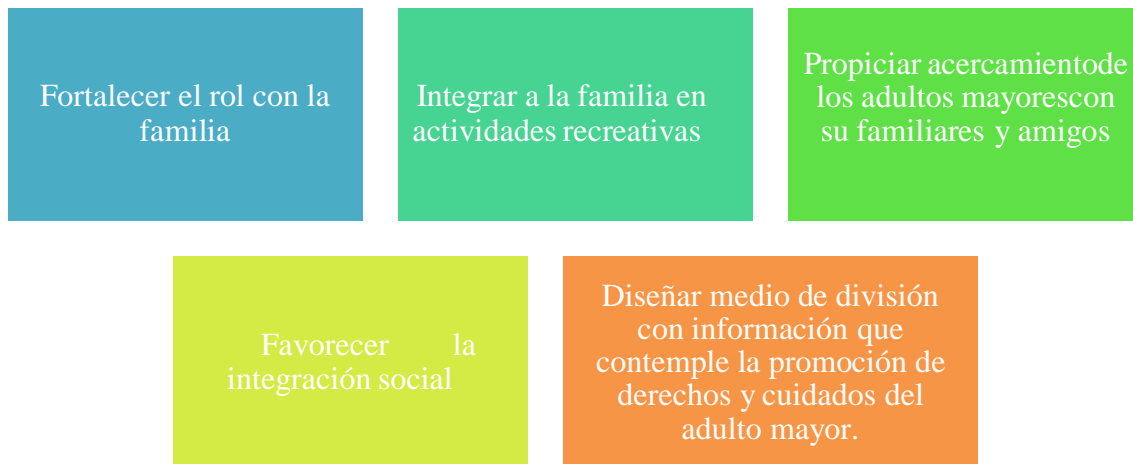 Fortalecer el rol con la
familia
Integrar a la familia en
actividades recreativas
Propiciar acercamientode
los adultos mayorescon
su familiares y amigos
Favorecer la
integración social
Diseñar medio de división
con información que
contemple la promoción de
derechos y cuidados del
adulto mayor.